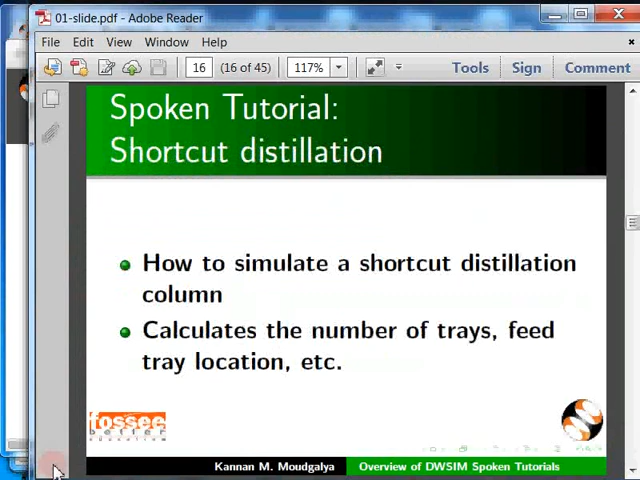 01-slide.pdf - Adobe Reader
File Edit View Window Help
16 (16 of 45) 117% Tools Sign Comment
Spoken Tutorial:
Shortcut distillation
How to simulate a shortcut distillation
column
Calculates the number of trays, feed
tray location, etc.
fossee
Kannan M. Moudgalya Overview of DWSIM Spoken Tutorials